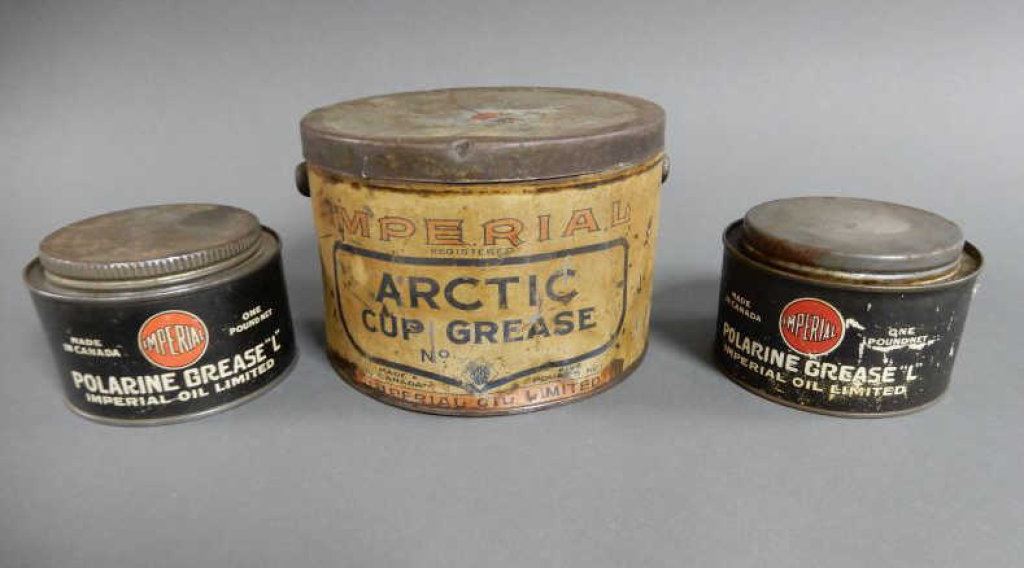 IMPERIAL
MADE
IN CANADA
ONE
POUND NET
POLARINE GREASE "L"
IMPERIAL OIL LIMITED
IMPERIAL
REGISTERED
ARCTIC
CUP GREASE
No
MADE
CANADA
IMPERIAL OIL LIMITED
IMPERIAL
MADE
IN CANADA
ONE
POUND NET
POLARINE GREASE "L"
IMPERIAL OIL LIMITED